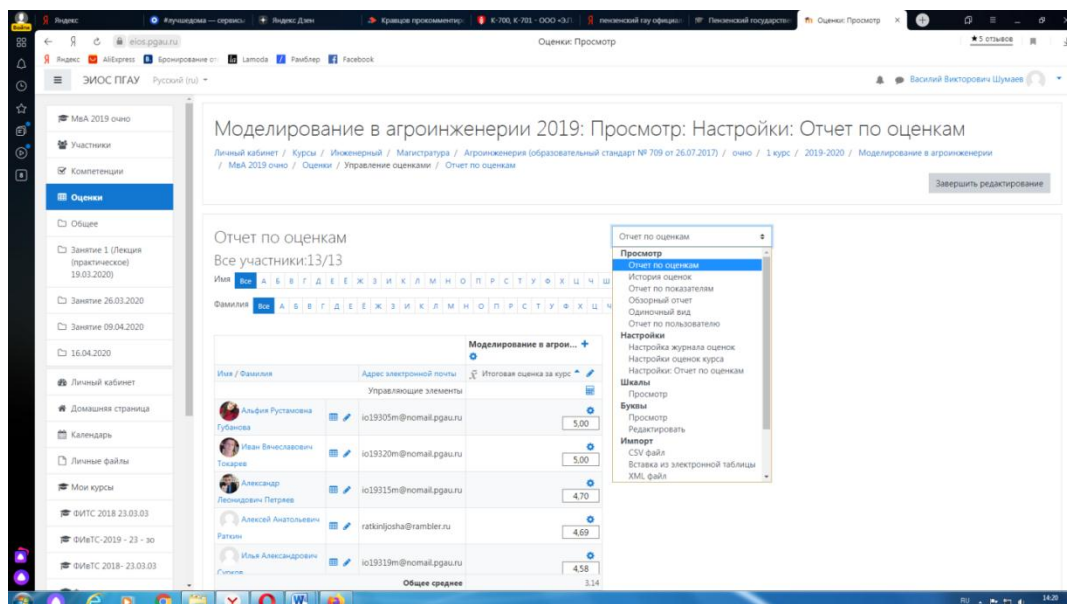 Войти
Яндекс
#лучшедома — сервисы
Яндекс Дзен
Кравцов прокомментир
К-700, К-701 - ООО «ЭЛ
пензенский гау официал
Пензенский государстве
Оценки: Просмотр
eios.pgau.ru
Оценки: Просмотр
★ 5 отзывов
Яндекс
AliExpress
Бронирование от
Lamoda
Рамблер
Facebook
ЭИОС ПГАУ
Русский (ru)
Василий Викторович Шумаев
МвА 2019 очно
Участники
Компетенции
Оценки
Общее
Занятие 1 (Лекция
(практическое)
19.03.2020)
Занятие 26.03.2020
Занятие 09.04.2020
16.04.2020
Личный кабинет
Домашняя страница
Календарь
Личные файлы
Мои курсы
ФИТС 2018 23.03.03
ФИвТС-2019 - 23 - зо
ФИвТС 2018- 23.03.03
Моделирование в агроинженерии 2019: Просмотр: Настройки: Отчет по оценкам
Личный кабинет / Курсы / Инженерный / Магистратура / Агроинженерия (образовательный стандарт № 709 от 26.07.2017) / очно / 1 курс / 2019-2020 / Моделирование в агроинженерии
/ МвА 2019 очно / Оценки / Управление оценками / Отчет по оценкам
Завершить редактирование
Отчет по оценкам
Все участники:13/13
Имя Все А Б В Г Д Е Ё Ж З И К Л М Н О П Р С Т У Ф Х Ц Ч Ш
Фамилия Все А Б В Г Д Е Ё Ж З И К Л М Н О П Р С Т У Ф Х Ц Ч
Моделирование в агрои...
Имя / Фамилия
Адрес электронной почты
Итоговая оценка за курс
Управляющие элементы
Альфия Рустамовна
Губанова
io19305m@nomail.pgau.ru
5,00
Иван Вячеславович
Токарев
io19320m@nomail.pgau.ru
5,00
Александр
Леонидович Петряев
io19315m@nomail.pgau.ru
4,70
Алексей Анатольевич
Раткин
ratkinljosha@rambler.ru
4,69
Илья Александрович
io19319m@nomail.pgau.ru
4,58
Общее среднее
3,14
Отчет по оценкам
Просмотр
Отчет по оценкам
История оценок
Отчет по показателям
Обзорный отчет
Одиночный вид
Отчет по пользователю
Настройки
Настройка журнала оценок
Настройки оценок курса
Настройки: Отчет по оценкам
Шкалы
Просмотр
Буквы
Просмотр
Редактировать
Импорт
CSV файл
Вставка из электронной таблицы
XML файл
RU
14:20